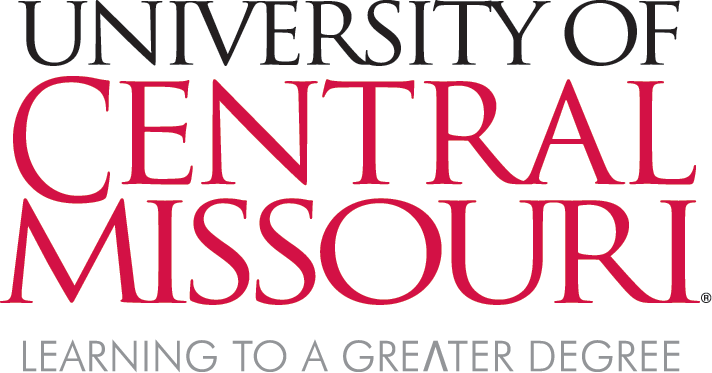 UNIVERSITY OF
CENTRAL
MISSOURI®
LEARNING TO A GREATER DEGREE